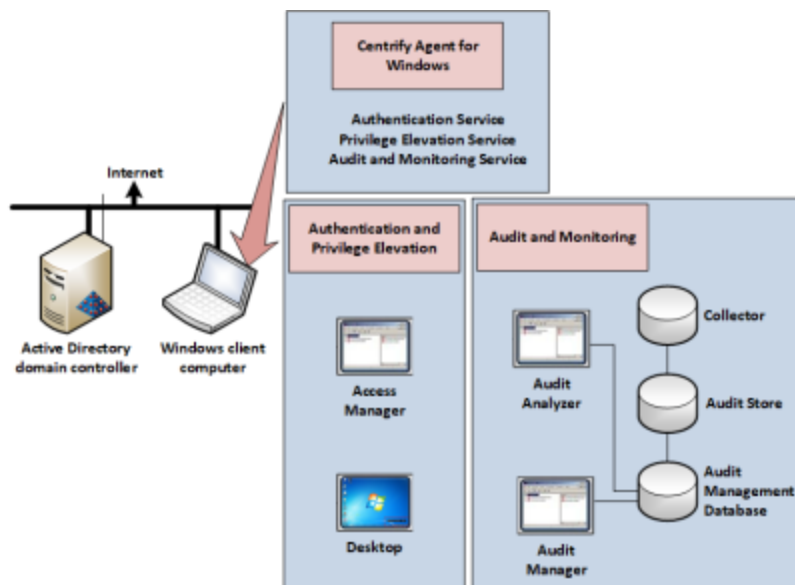 Centrify Agent for
Windows
Authentication Service
Privilege Elevation Service
Audit and Monitoring Service
Internet
Active Directory
domain controller
Windows client
computer
Authentication and
Privilege Elevation
Access
Manager
Desktop
Audit and Monitoring
Audit
Analyzer
Collector
Audit Store
Audit
Management
Database
Audit
Manager